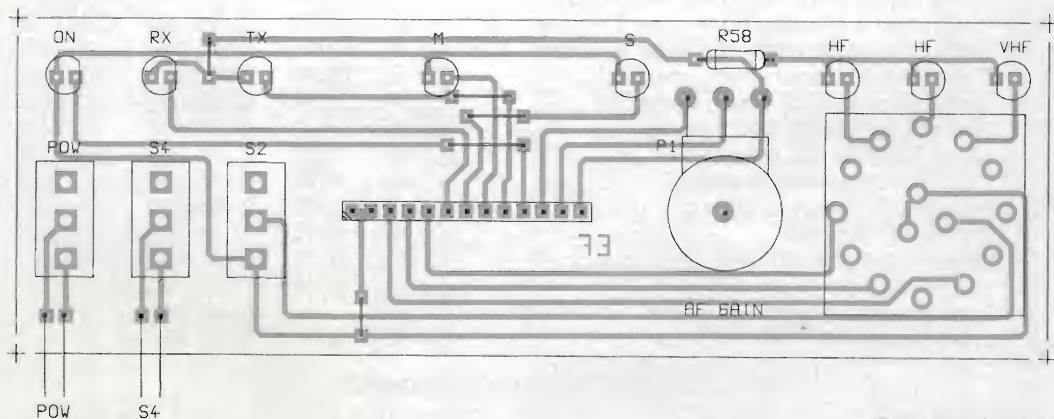 ON RX TX M S R58 HF HF VHF
POW S4 S2 P1
73
AF GAIN
POW S4